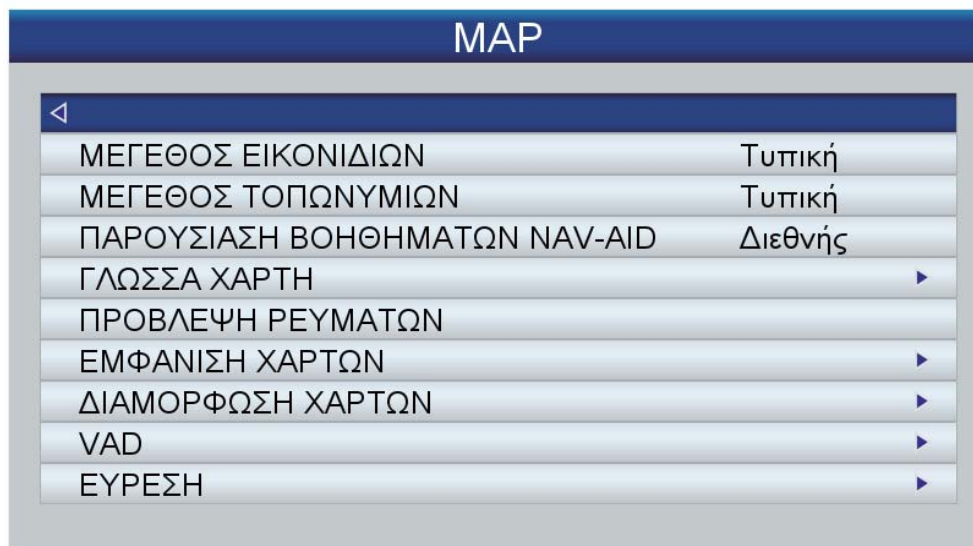 MAP
ΜΕΓΕΘΟΣ ΕΙΚΟΝΙΔΙΩΝ Τυπική
ΜΕΓΕΘΟΣ ΤΟΠΩΝΥΜΙΩΝ Τυπική
ΠΑΡΟΥΣΙΑΣΗ ΒΟΗΘΗΜΑΤΩΝ NAV-AID Διεθνής
ΓΛΩΣΣΑ ΧΑΡΤΗ
ΠΡΟΒΛΕΨΗ ΡΕΥΜΑΤΩΝ
ΕΜΦΑΝΙΣΗ ΧΑΡΤΩΝ
ΔΙΑΜΟΡΦΩΣΗ ΧΑΡΤΩΝ
VAD
ΕΥΡΕΣΗ